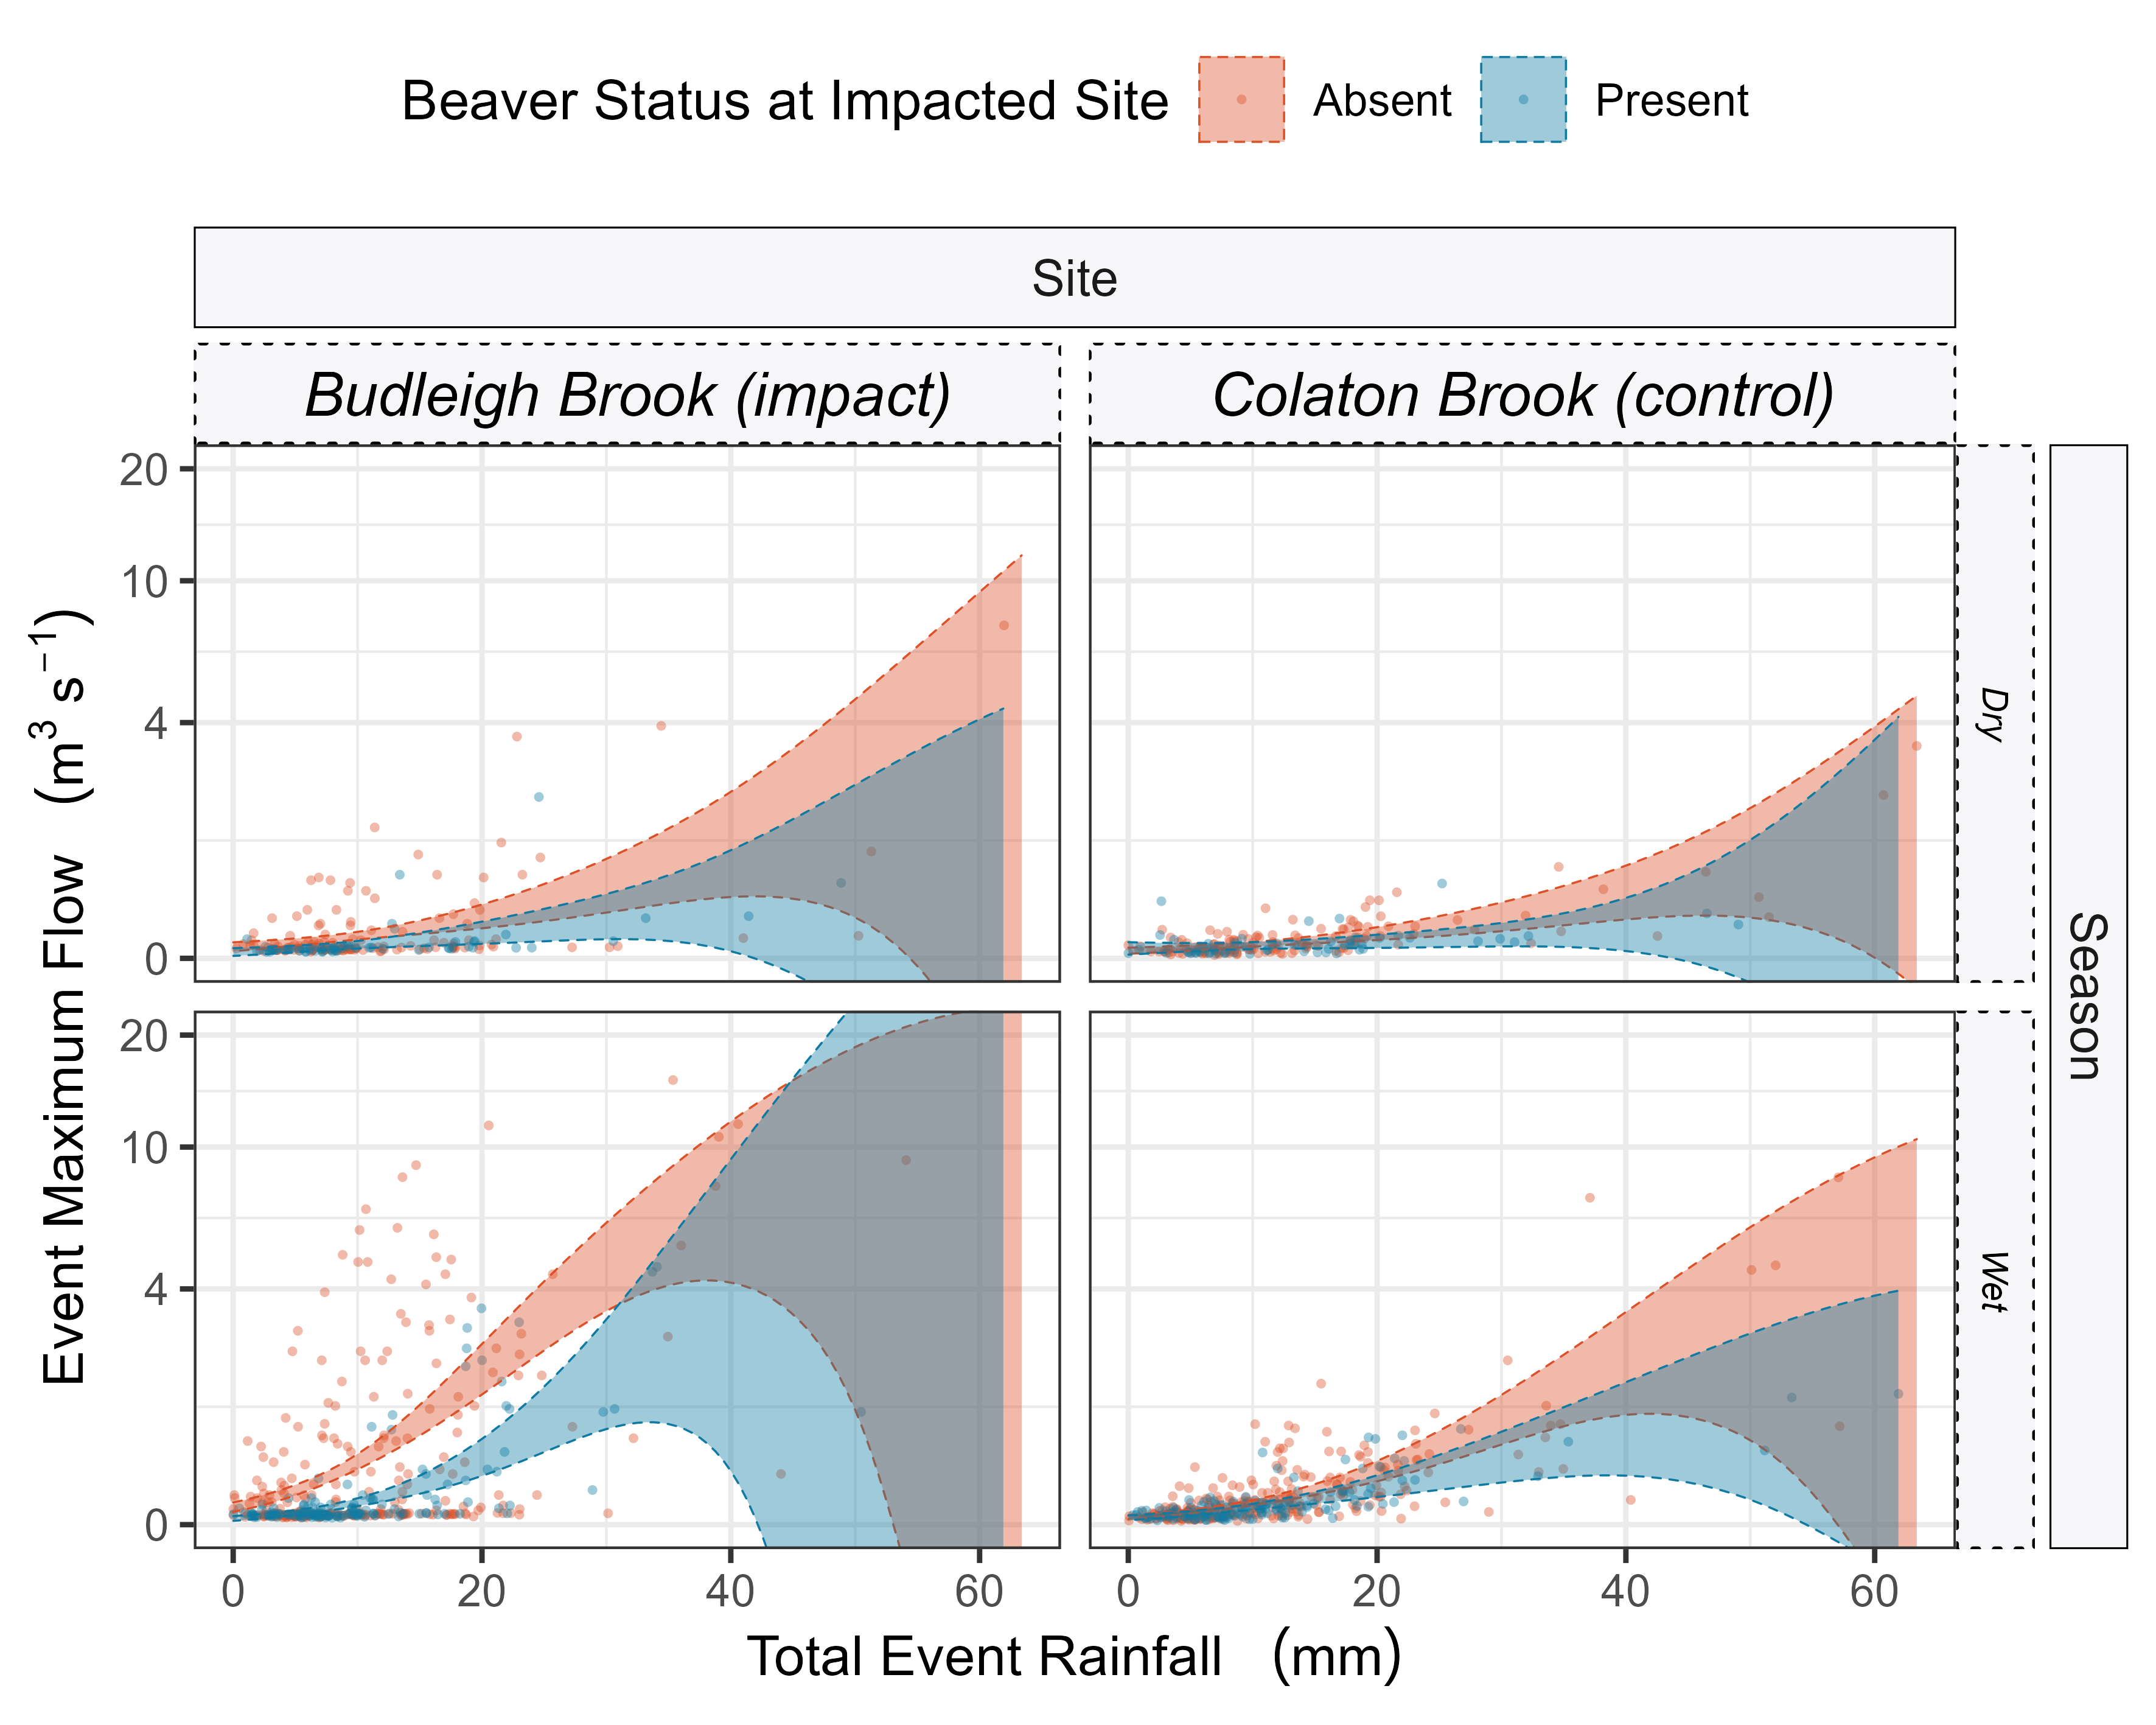 Beaver Status at Impacted Site Absent Present
Site
Budleigh Brook (impact) Colaton Brook (control)
20
10
4
0
Dry
20
10
4
0
Wet
Season
Event Maximum Flow (m³ s⁻¹)
0 20 40 60 0 20 40 60
Total Event Rainfall (mm)